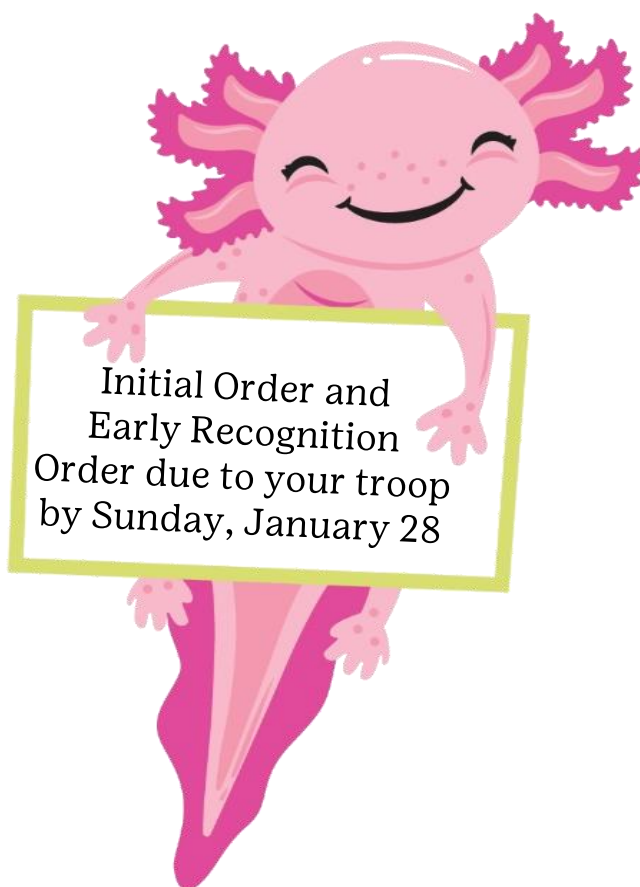 Initial Order and
Early Recognition
Order due to your troop
by Sunday, January 28